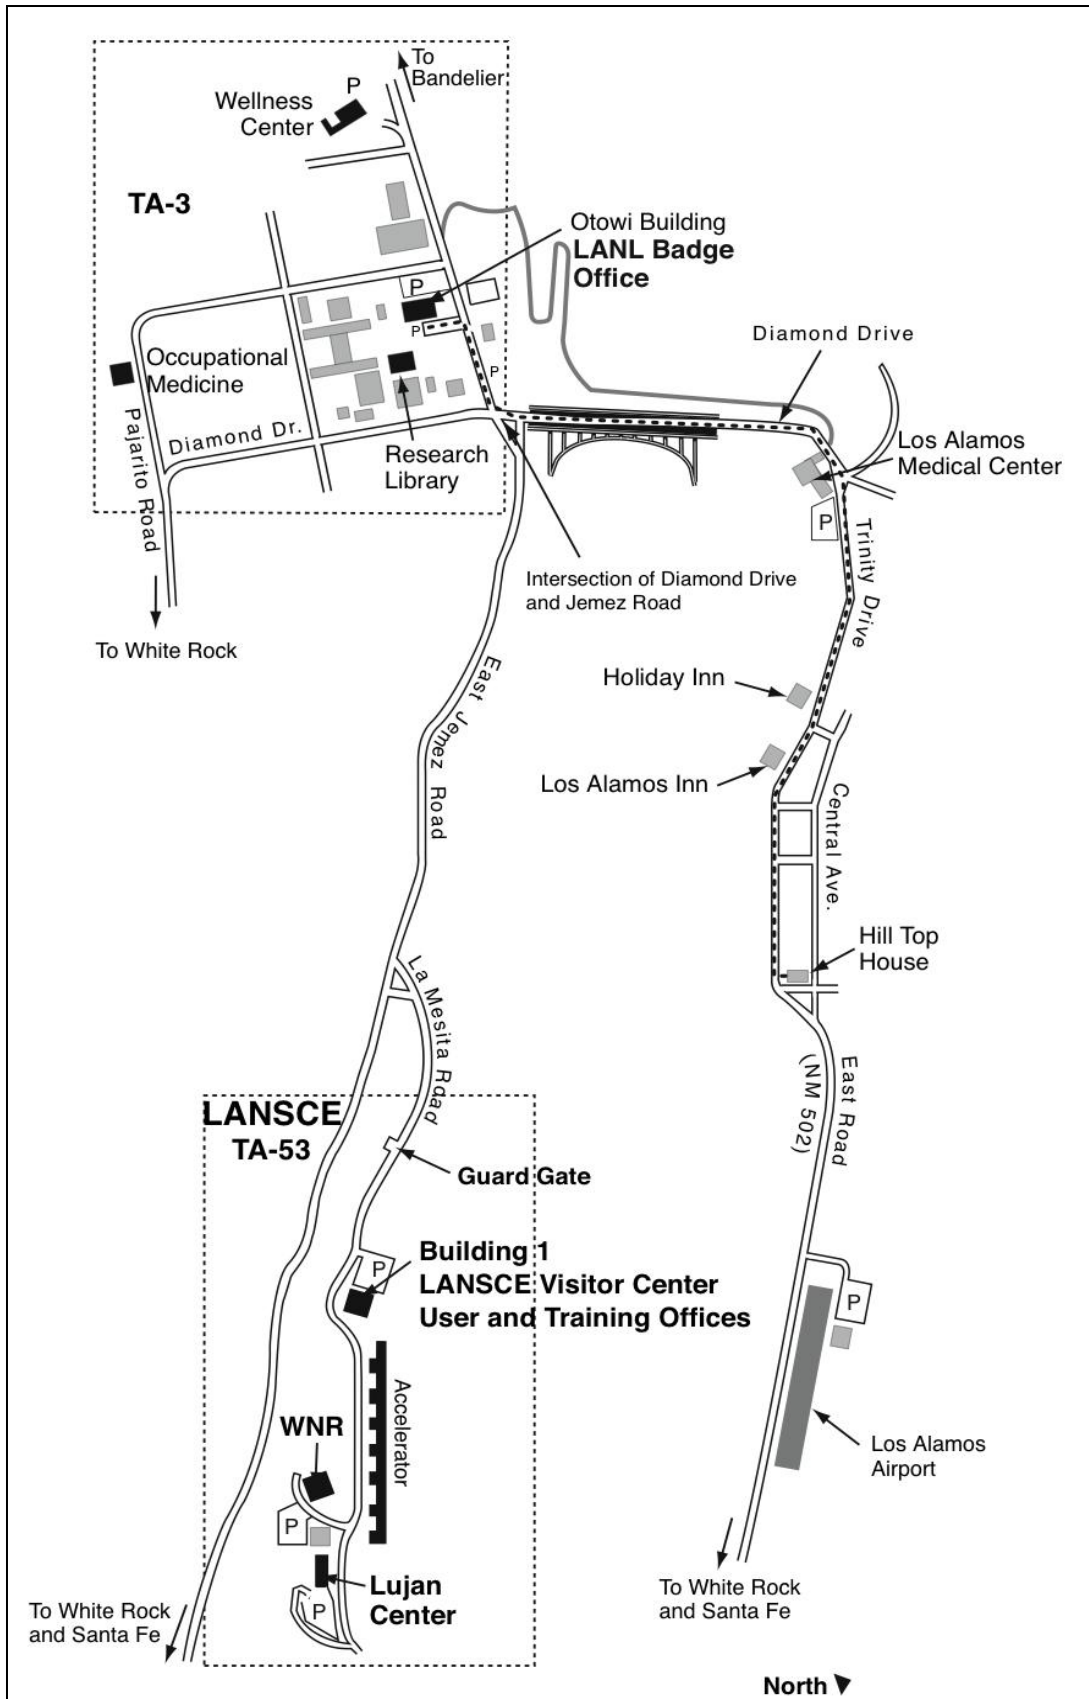 To
Bandelier
P
Wellness
Center
TA-3
Otowi Building
LANL Badge
Office
P
P
P
Diamond Drive
Occupational
Medicine
Pajarito Road
Diamond Dr.
Research
Library
Los Alamos
Medical Center
P
Trinity Drive
Intersection of Diamond Drive
and Jemez Road
To White Rock
East Jemez Road
Holiday Inn
Los Alamos Inn
Central Ave.
Hill Top
House
La Mesita Road
East Road
(NM 502)
LANSCE
TA-53
Guard Gate
Building 1
LANSCE Visitor Center
User and Training Offices
P
P
Accelerator
WNR
Los Alamos
Airport
P
Lujan
Center
P
To White Rock
and Santa Fe
To White Rock
and Santa Fe
North